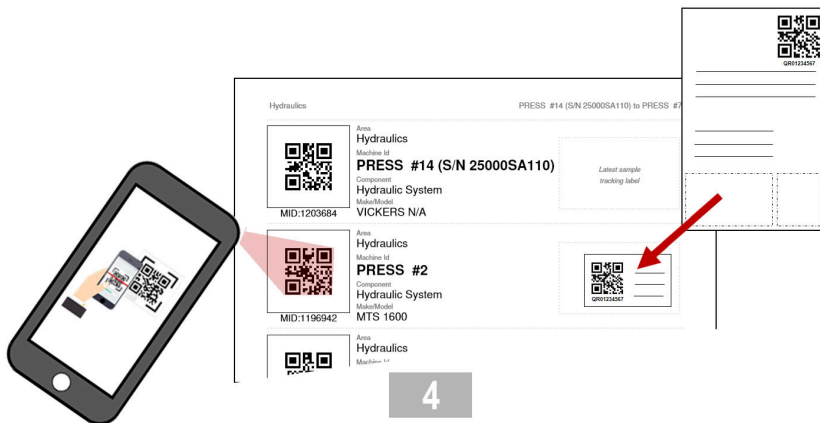 QR01234567
Hydraulics
PRESS #14 (S/N 25000SA110) to PRESS #7
Area
Hydraulics
Machine Id
PRESS #14 (S/N 25000SA110)
Component
Hydraulic System
Make/Model
VICKERS N/A
MID:1203684
Latest sample
tracking label
Area
Hydraulics
Machine Id
PRESS #2
Component
Hydraulic System
Make/Model
MTS 1600
MID:1196942
QR01234567
Area
Hydraulics
Machine Id
4